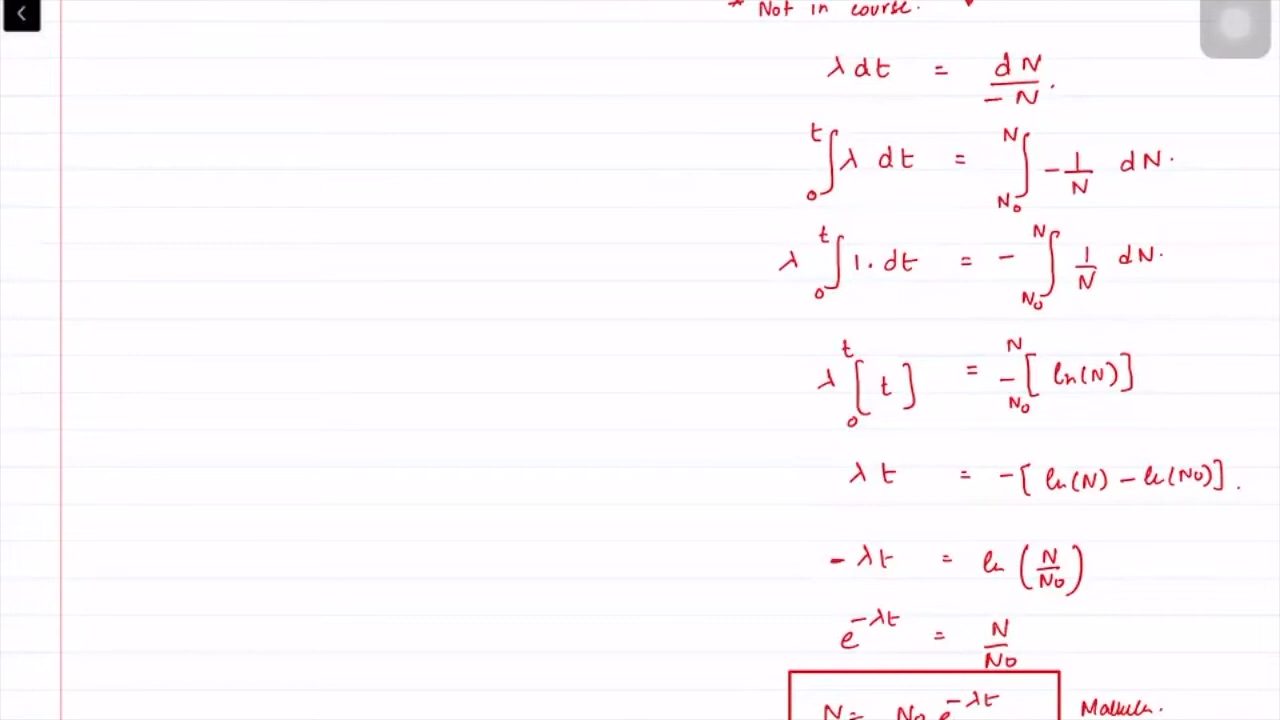 * Not in course.
λ dt = dN / -N.
∫₀ᵗ λ dt = ∫_{N₀}^{N} -1/N dN.
λ ∫₀ᵗ 1. dt = - ∫_{N₀}^{N} 1/N dN.
λ ₀ᵗ[t] = - _{N₀}^{N}[ln(N)]
λt = -[ln(N) - ln(N₀)].
-λt = ln (N/N₀)
e^{-λt} = N/N₀
N = N₀ e^{-λt}